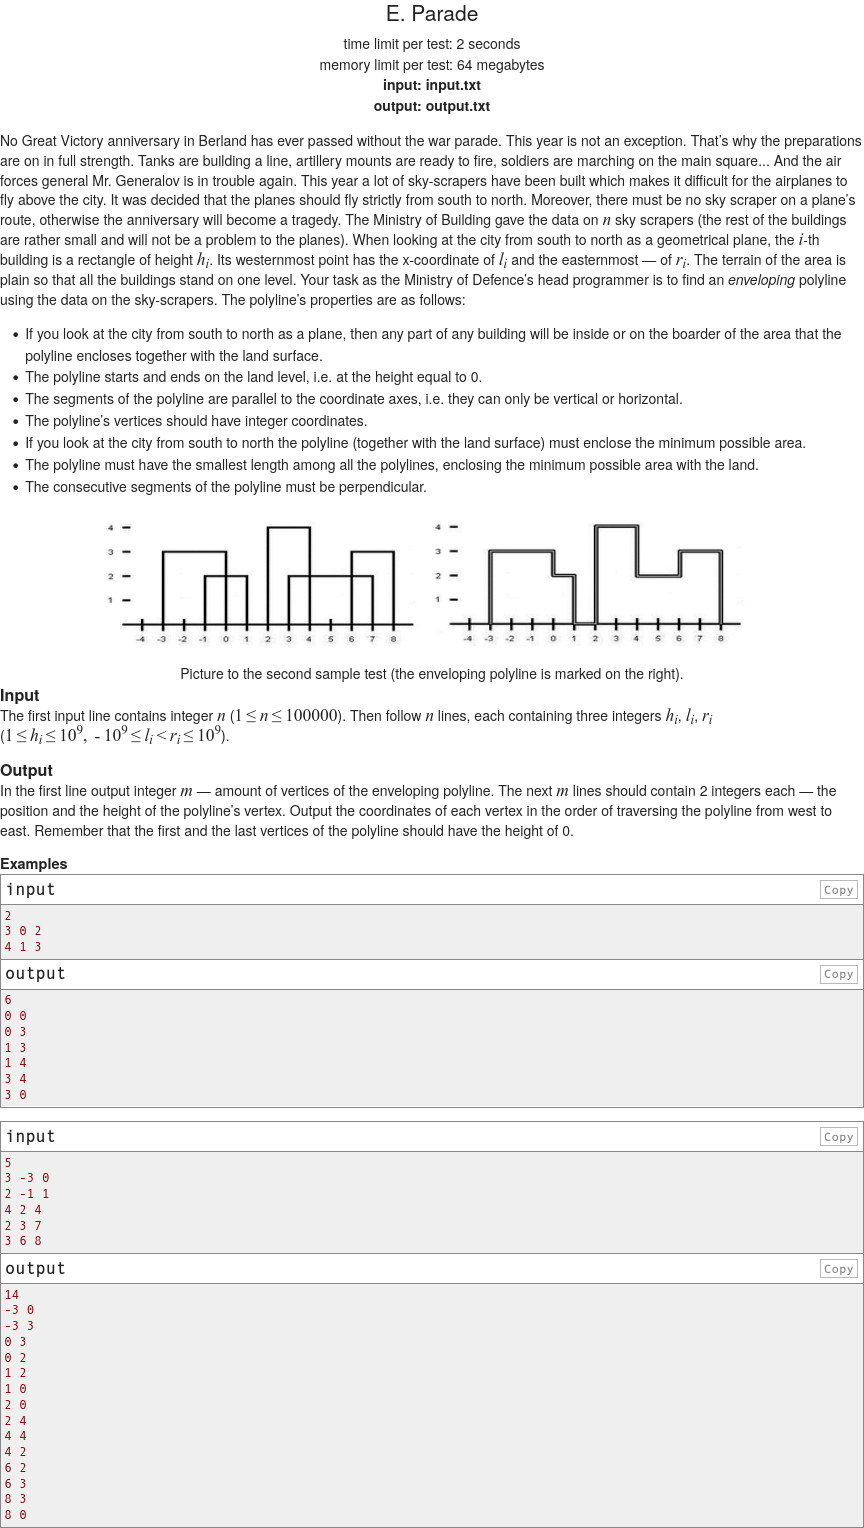 E. Parade
time limit per test: 2 seconds
memory limit per test: 64 megabytes
input: input.txt
output: output.txt
No Great Victory anniversary in Berland has ever passed without the war parade. This year is not an exception. That's why the preparations
are on in full strength. Tanks are building a line, artillery mounts are ready to fire, soldiers are marching on the main square... And the air
forces general Mr. Generalov is in trouble again. This year a lot of sky-scrapers have been built which makes it difficult for the airplanes to
fly above the city. It was decided that the planes should fly strictly from south to north. Moreover, there must be no sky scraper on a plane's
route, otherwise the anniversary will become a tragedy. The Ministry of Building gave the data on n sky scrapers (the rest of the buildings
are rather small and will not be a problem to the planes). When looking at the city from south to north as a geometrical plane, the i-th
building is a rectangle of height h_i. Its westernmost point has the x-coordinate of l_i and the easternmost — of r_i. The terrain of the area is
plain so that all the buildings stand on one level. Your task as the Ministry of Defence's head programmer is to find an enveloping polyline
using the data on the sky-scrapers. The polyline's properties are as follows:
• If you look at the city from south to north as a plane, then any part of any building will be inside or on the boarder of the area that the
polyline encloses together with the land surface.
• The polyline starts and ends on the land level, i.e. at the height equal to 0.
• The segments of the polyline are parallel to the coordinate axes, i.e. they can only be vertical or horizontal.
• The polyline's vertices should have integer coordinates.
• If you look at the city from south to north the polyline (together with the land surface) must enclose the minimum possible area.
• The polyline must have the smallest length among all the polylines, enclosing the minimum possible area with the land.
• The consecutive segments of the polyline must be perpendicular.
4 4
3 3
2 2
1 1
-4 -3 -2 -1 0 1 2 3 4 5 6 7 8 -4 -3 -2 -1 0 1 2 3 4 5 6 7 8
Picture to the second sample test (the enveloping polyline is marked on the right).
Input
The first input line contains integer n (1 ≤ n ≤ 100000). Then follow n lines, each containing three integers h_i, l_i, r_i
(1 ≤ h_i ≤ 10^9, - 10^9 ≤ l_i < r_i ≤ 10^9).
Output
In the first line output integer m — amount of vertices of the enveloping polyline. The next m lines should contain 2 integers each — the
position and the height of the polyline's vertex. Output the coordinates of each vertex in the order of traversing the polyline from west to
east. Remember that the first and the last vertices of the polyline should have the height of 0.
Examples
input Copy
2
3 0 2
4 1 3
output Copy
6
0 0
0 3
1 3
1 4
3 4
3 0
input Copy
5
3 -3 0
2 -1 1
4 2 4
2 3 7
3 6 8
output Copy
14
-3 0
-3 3
0 3
0 2
1 2
1 0
2 0
2 4
4 4
4 2
6 2
6 3
8 3
8 0